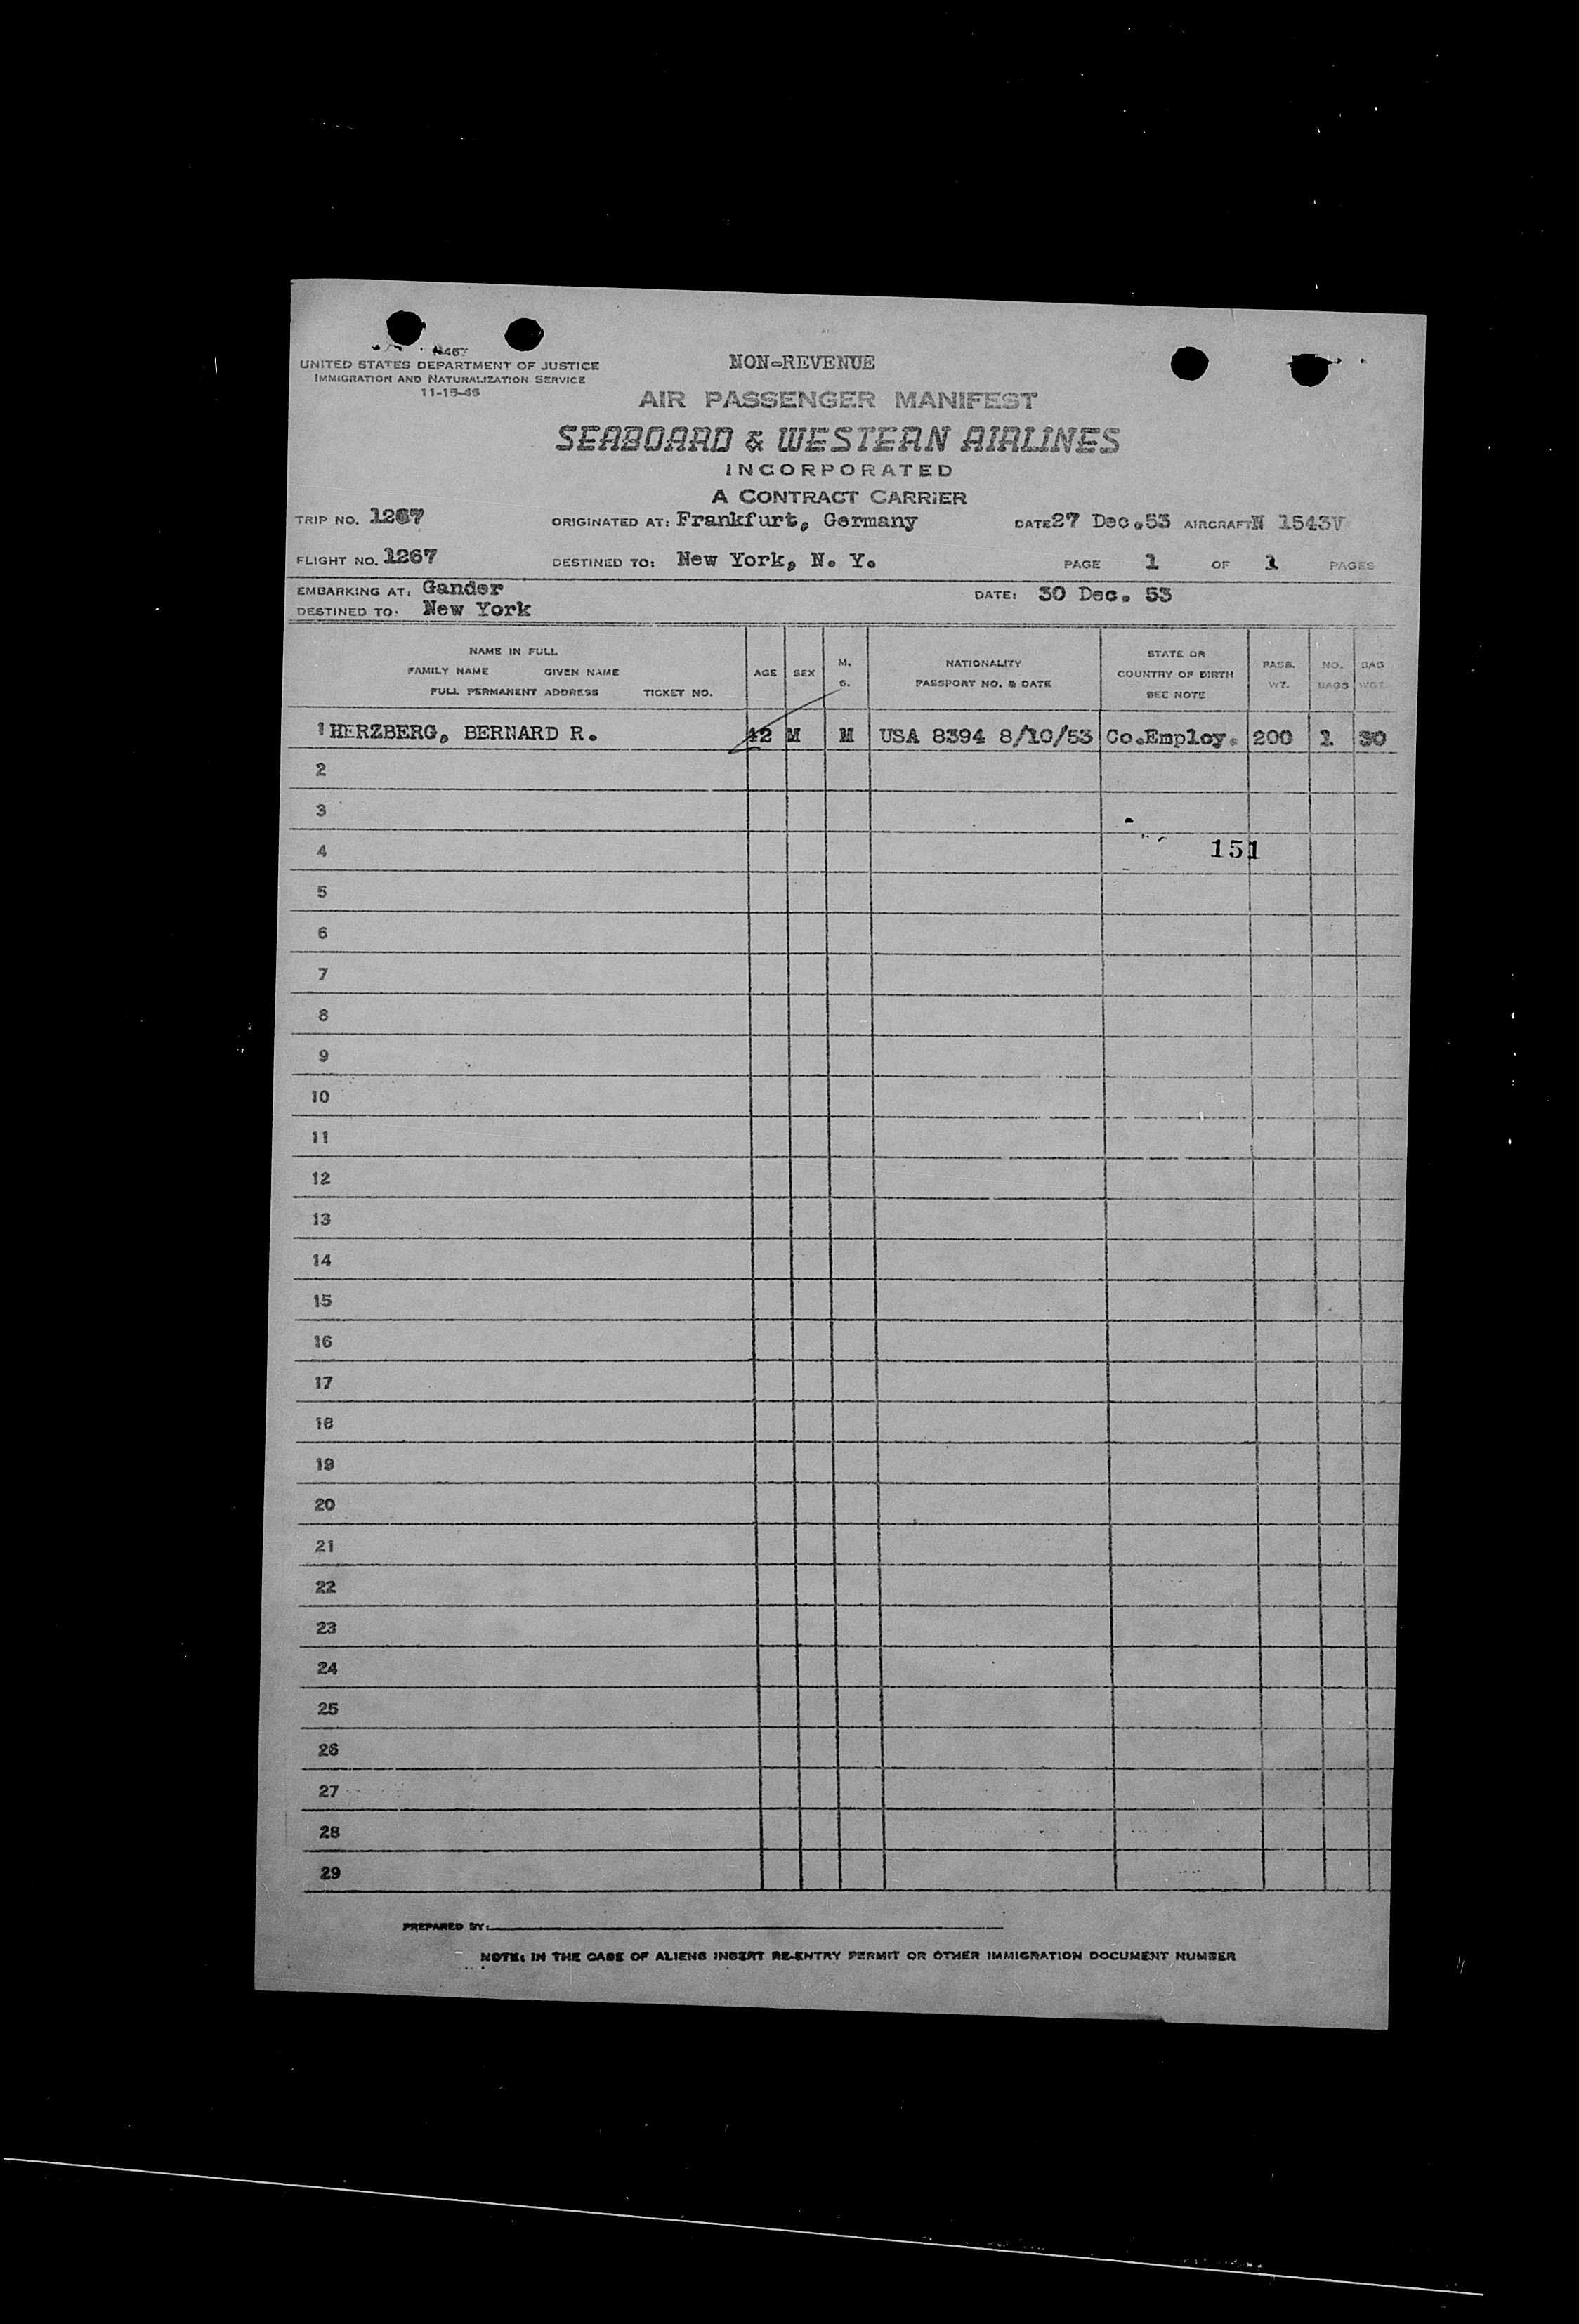 UNITED STATES DEPARTMENT OF JUSTICE
IMMIGRATION AND NATURALIZATION SERVICE
11-15-46
NON-REVENUE
AIR PASSENGER MANIFEST
SEABOARD & WESTERN AIRLINES
INCORPORATED
A CONTRACT CARRIER
TRIP NO. 1267 ORIGINATED AT: Frankfurt, Germany DATE 27 Dec.53 AIRCRAFT N 1543V
FLIGHT NO. 1267 DESTINED TO: New York, N. Y. PAGE 1 OF 1 PAGES
EMBARKING AT: Gander DATE: 30 Dec. 53
DESTINED TO: New York
NAME IN FULL
FAMILY NAME GIVEN NAME
FULL PERMANENT ADDRESS TICKET NO.
AGE
SEX
M.
S.
NATIONALITY
PASSPORT NO. & DATE
STATE OR
COUNTRY OF BIRTH
SEE NOTE
PASS.
WT.
NO.
BAGS
BAG
WGT.
1 HERZBERG, BERNARD R. 42 M M USA 8394 8/10/53 Co.Employ. 200 1 30
2
3
4 151
5
6
7
8
9
10
11
12
13
14
15
16
17
18
19
20
21
22
23
24
25
26
27
28
29
PREPARED BY:
NOTE: IN THE CASE OF ALIENS INSERT RE-ENTRY PERMIT OR OTHER IMMIGRATION DOCUMENT NUMBER